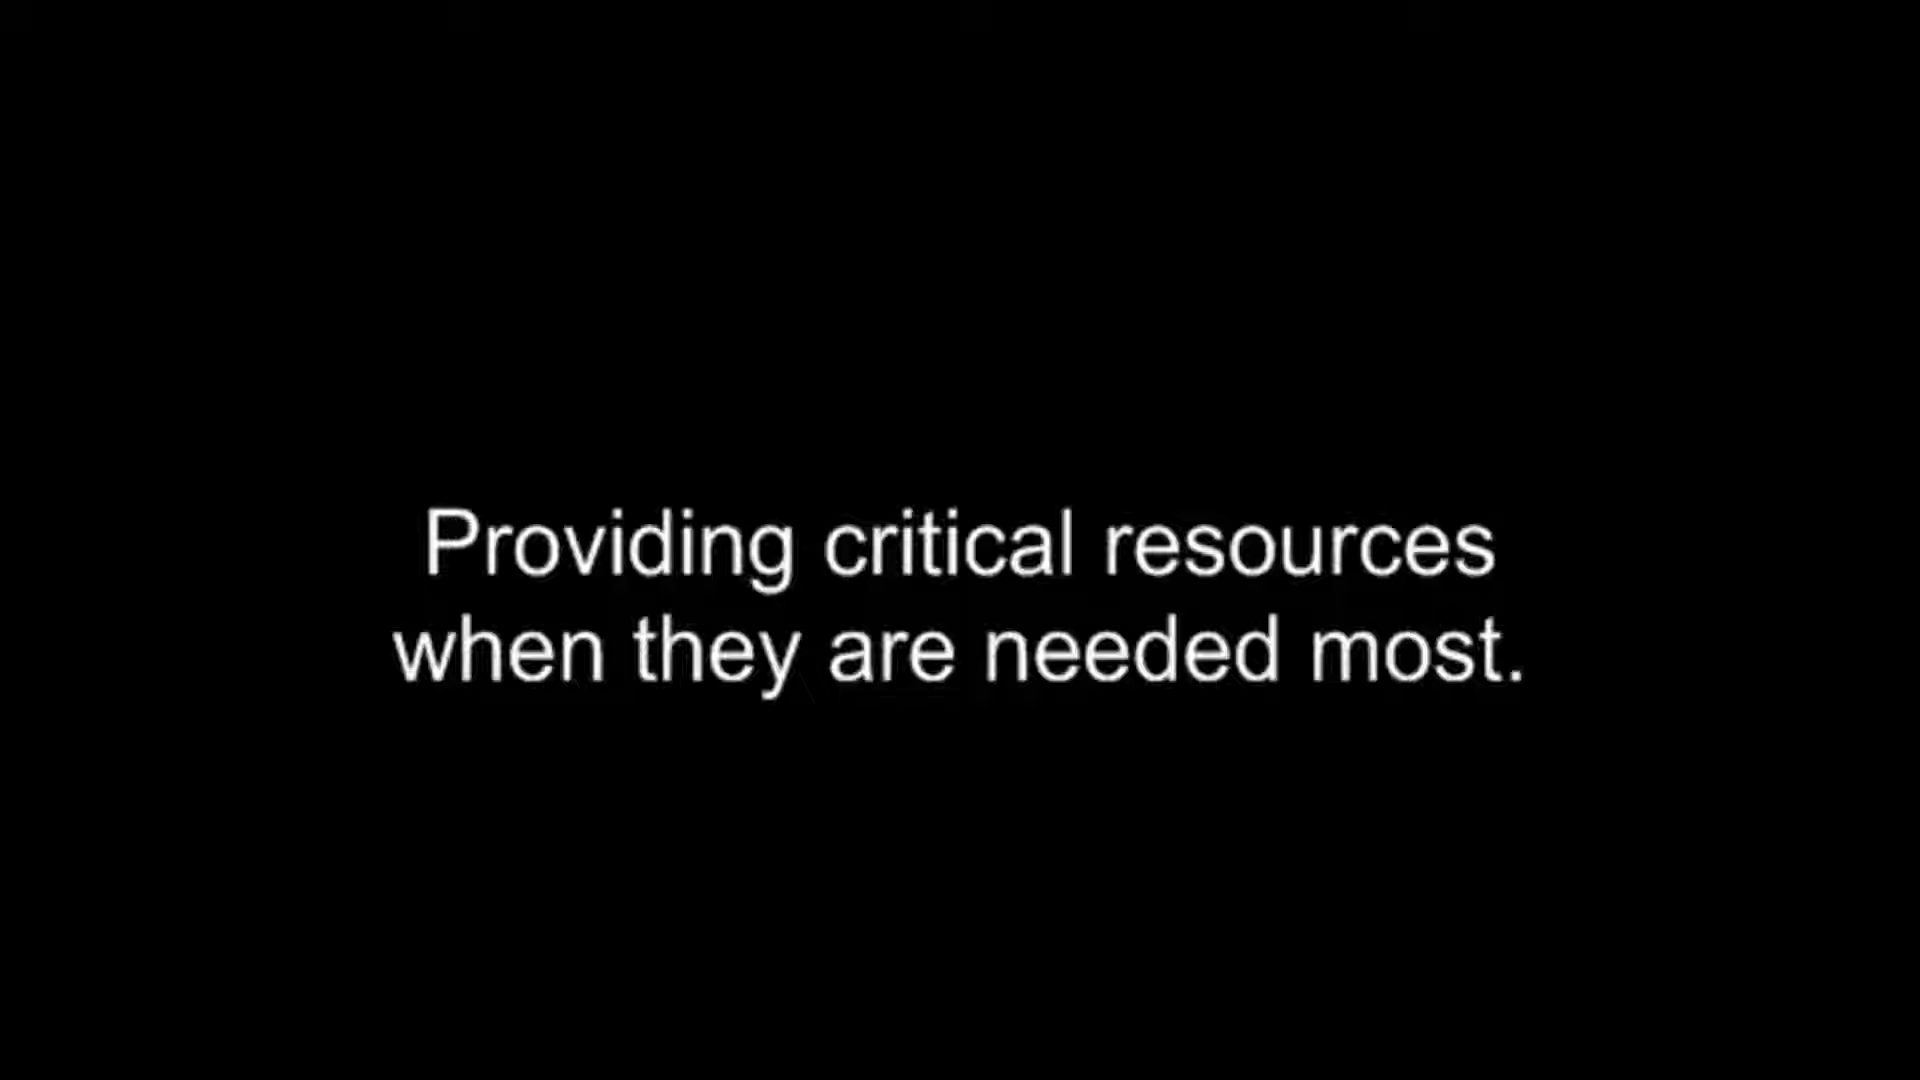 Providing critical resources
when they are needed most.